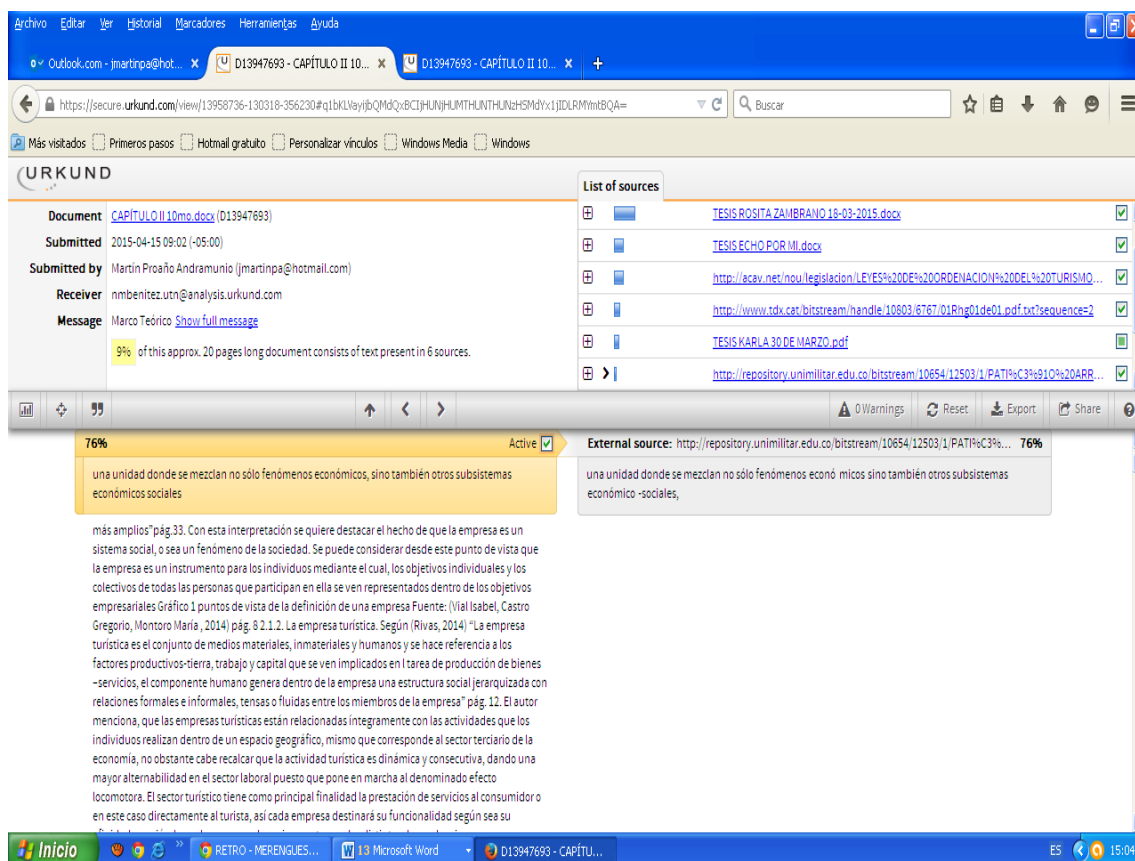 Archivo Editar Ver Historial Marcadores Herramientas Ayuda
Outlook.com - jmartinpa@hot... × D13947693 - CAPÍTULO II 10... × D13947693 - CAPÍTULO II 10... × +
https://secure.urkund.com/view/13958736-130318-356230# Buscar
Más visitados Primeros pasos Hotmail gratuito Personalizar vínculos Windows Media Windows
URKUND
List of sources
Document CAPÍTULO II 10mo.docx (D13947693)
Submitted 2015-04-15 09:02 (-05:00)
Submitted by Martín Proaño Andramunio (jmartinpa@hotmail.com)
Receiver nmbenitez.utn@analysis.urkund.com
Message Marco Teórico Show full message
9% of this approx. 20 pages long document consists of text present in 6 sources.
TESIS ROSITA ZAMBRANO 18-03-2015.docx
TESIS ECHO POR MI.docx
http://acav.net/nou/legislacion/LEYES%20DE%20ORDENACION%20DEL%20TURISMO...
http://www.tdx.cat/bitstream/handle/10803/6767/01Rhg01de01.pdf.txt?sequence=2
TESIS KARLA 30 DE MARZO.pdf
http://repository.unimilitar.edu.co/bitstream/10654/12503/1/PATI%C3%91O%20ARR...
0 Warnings Reset Export Share
76% Active
una unidad donde se mezclan no sólo fenómenos económicos, sino también otros subsistemas
económicos sociales
External source: http://repository.unimilitar.edu.co/bitstream/10654/12503/1/PATI%C3%... 76%
una unidad donde se mezclan no sólo fenómenos econó micos sino también otros subsistemas
económico -sociales,
más amplios"pág.33. Con esta interpretación se quiere destacar el hecho de que la empresa es un
sistema social, o sea un fenómeno de la sociedad. Se puede considerar desde este punto de vista que
la empresa es un instrumento para los individuos mediante el cual, los objetivos individuales y los
colectivos de todas las personas que participan en ella se ven representados dentro de los objetivos
empresariales Gráfico 1 puntos de vista de la definición de una empresa Fuente: (Vial Isabel, Castro
Gregorio, Montoro María , 2014) pág. 8 2.1.2. La empresa turística. Según (Rivas, 2014) "La empresa
turística es el conjunto de medios materiales, inmateriales y humanos y se hace referencia a los
factores productivos-tierra, trabajo y capital que se ven implicados en l tarea de producción de bienes
–servicios, el componente humano genera dentro de la empresa una estructura social jerarquizada con
relaciones formales e informales, tensas o fluidas entre los miembros de la empresa" pág. 12. El autor
menciona, que las empresas turísticas están relacionadas íntegramente con las actividades que los
individuos realizan dentro de un espacio geográfico, mismo que corresponde al sector terciario de la
economía, no obstante cabe recalcar que la actividad turística es dinámica y consecutiva, dando una
mayor alternabilidad en el sector laboral puesto que pone en marcha al denominado efecto
locomotora. El sector turístico tiene como principal finalidad la prestación de servicios al consumidor o
en este caso directamente al turista, así cada empresa destinará su funcionalidad según sea su
Inicio RETRO - MERENGUES... 13 Microsoft Word D13947693 - CAPÍTU... ES 15:04